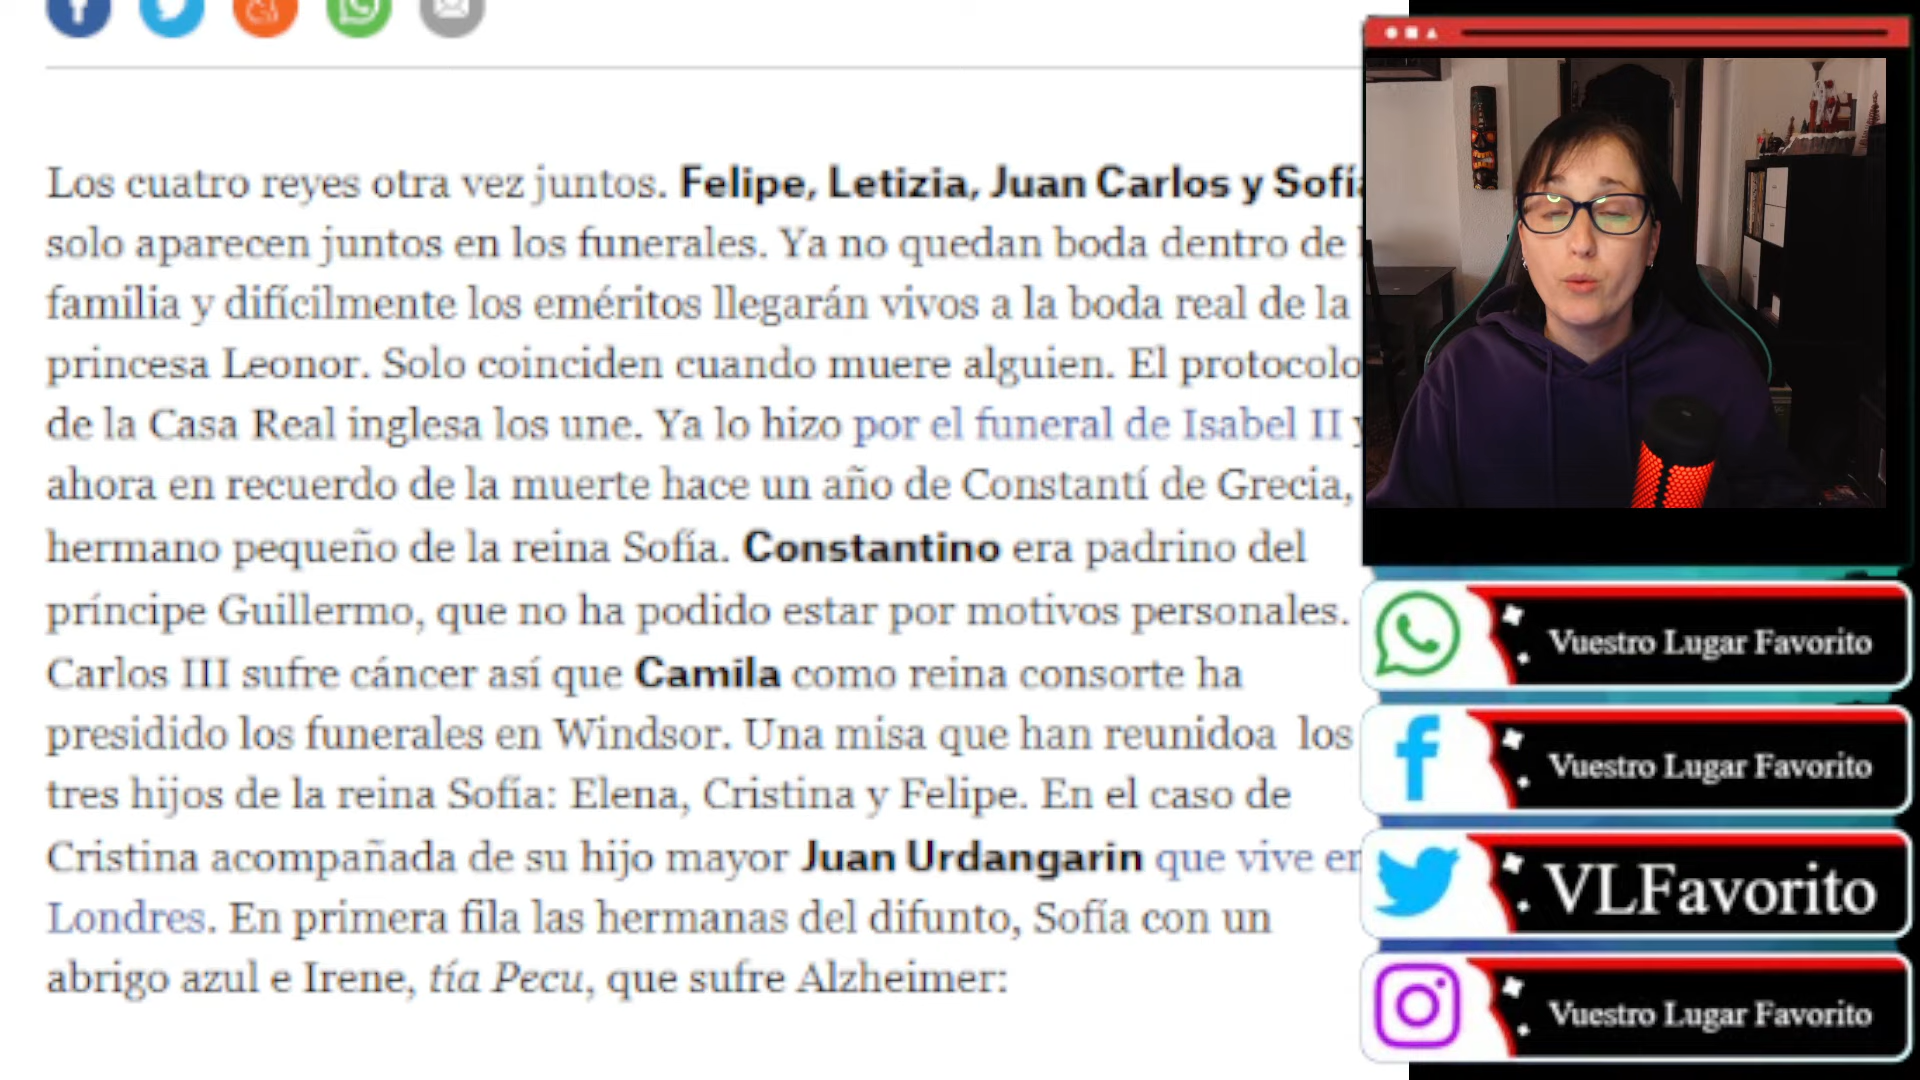 Los cuatro reyes otra vez juntos. Felipe, Letizia, Juan Carlos y Sofía
solo aparecen juntos en los funerales. Ya no quedan boda dentro de
familia y difícilmente los eméritos llegarán vivos a la boda real de la
princesa Leonor. Solo coinciden cuando muere alguien. El protocolo
de la Casa Real inglesa los une. Ya lo hizo por el funeral de Isabel II y
ahora en recuerdo de la muerte hace un año de Constantí de Grecia,
hermano pequeño de la reina Sofía. Constantino era padrino del
príncipe Guillermo, que no ha podido estar por motivos personales.
Carlos III sufre cáncer así que Camila como reina consorte ha
presidido los funerales en Windsor. Una misa que han reunidoa los
tres hijos de la reina Sofía: Elena, Cristina y Felipe. En el caso de
Cristina acompañada de su hijo mayor Juan Urdangarin que vive en
Londres. En primera fila las hermanas del difunto, Sofía con un
abrigo azul e Irene, tía Pecu, que sufre Alzheimer:
Vuestro Lugar Favorito
Vuestro Lugar Favorito
VLFavorito
Vuestro Lugar Favorito